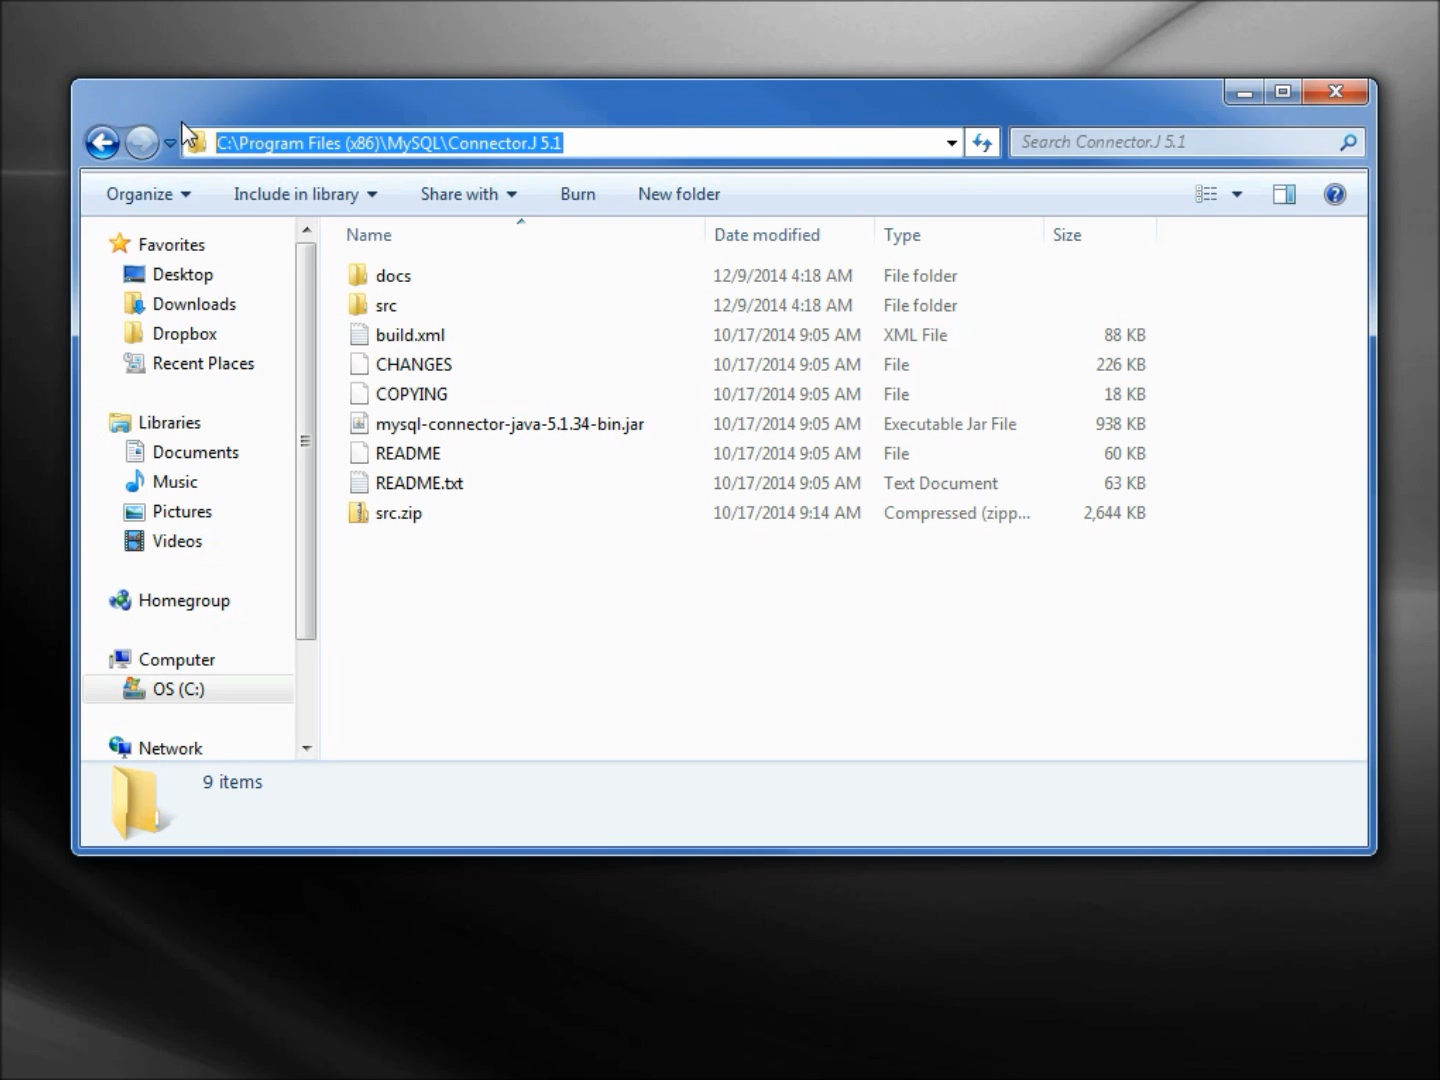 C:\Program Files (x86)\MySQL\Connector.J 5.1
Search Connector.J 5.1
Organize Include in library Share with Burn New folder
Name Date modified Type Size
Favorites
Desktop
Downloads
Dropbox
Recent Places
Libraries
Documents
Music
Pictures
Videos
Homegroup
Computer
OS (C:)
Network
docs 12/9/2014 4:18 AM File folder
src 12/9/2014 4:18 AM File folder
build.xml 10/17/2014 9:05 AM XML File 88 KB
CHANGES 10/17/2014 9:05 AM File 226 KB
COPYING 10/17/2014 9:05 AM File 18 KB
mysql-connector-java-5.1.34-bin.jar 10/17/2014 9:05 AM Executable Jar File 938 KB
README 10/17/2014 9:05 AM File 60 KB
README.txt 10/17/2014 9:05 AM Text Document 63 KB
src.zip 10/17/2014 9:14 AM Compressed (zipp... 2,644 KB
9 items